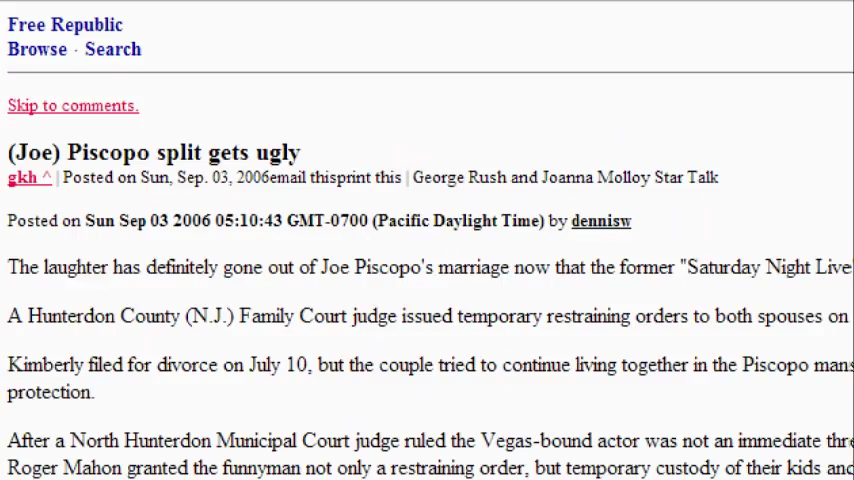 Free Republic
Browse · Search
Skip to comments.
(Joe) Piscopo split gets ugly
gkh ^ | Posted on Sun, Sep. 03, 2006email thisprint this | George Rush and Joanna Molloy Star Talk
Posted on Sun Sep 03 2006 05:10:43 GMT-0700 (Pacific Daylight Time) by dennisw
The laughter has definitely gone out of Joe Piscopo's marriage now that the former "Saturday Night Live
A Hunterdon County (N.J.) Family Court judge issued temporary restraining orders to both spouses on
Kimberly filed for divorce on July 10, but the couple tried to continue living together in the Piscopo mans
protection.
After a North Hunterdon Municipal Court judge ruled the Vegas-bound actor was not an immediate thre
Roger Mahon granted the funnyman not only a restraining order, but temporary custody of their kids and